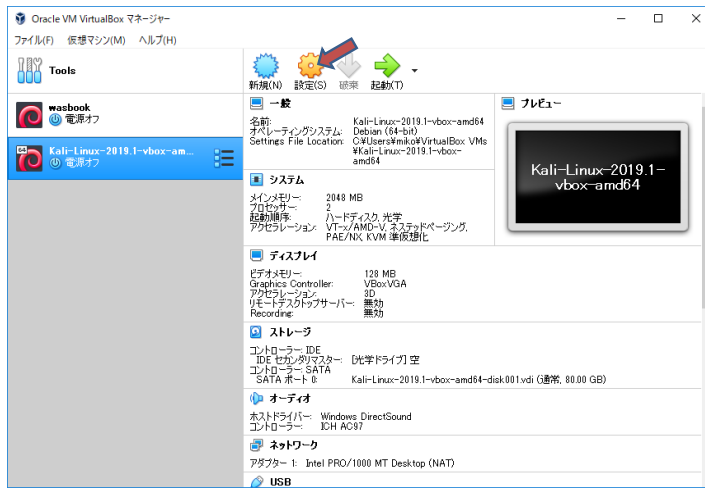 Oracle VM VirtualBox マネージャー
ファイル(F) 仮想マシン(M) ヘルプ(H)
Tools
新規(N) 設定(S) 破棄 起動(T)
wasbook
電源オフ
64
Kali-Linux-2019.1-vbox-am...
電源オフ
一般
名前: Kali-Linux-2019.1-vbox-amd64
オペレーティングシステム: Debian (64-bit)
Settings File Location: C:¥Users¥miko¥VirtualBox VMs
¥Kali-Linux-2019.1-vbox-
amd64
プレビュー
Kali-Linux-2019.1-
vbox-amd64
システム
メインメモリー: 2048 MB
プロセッサー: 2
起動順序: ハードディスク, 光学
アクセラレーション: VT-x/AMD-V, ネステッドページング,
PAE/NX, KVM 準仮想化
ディスプレイ
ビデオメモリー: 128 MB
Graphics Controller: VBoxVGA
アクセラレーション: 3D
リモートデスクトップサーバー: 無効
Recording: 無効
ストレージ
コントローラー: IDE
IDE セカンダリマスター: [光学ドライブ] 空
コントローラー: SATA
SATA ポート 0: Kali-Linux-2019.1-vbox-amd64-disk001.vdi (通常, 80.00 GB)
オーディオ
ホストドライバー: Windows DirectSound
コントローラー: ICH AC97
ネットワーク
アダプター 1: Intel PRO/1000 MT Desktop (NAT)
USB